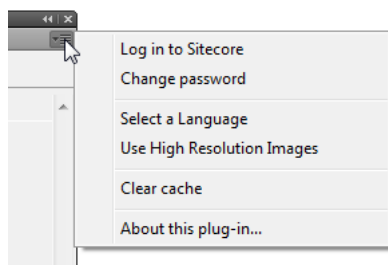 Log in to Sitecore
Change password
Select a Language
Use High Resolution Images
Clear cache
About this plug-in...